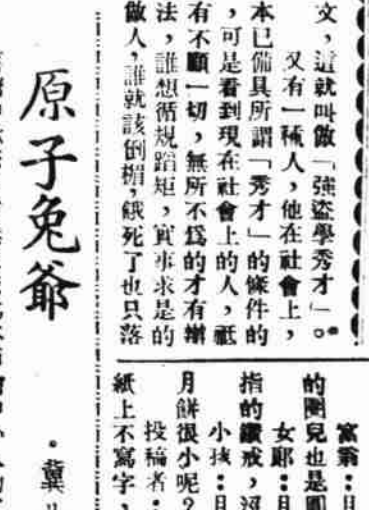 文，這就叫做「強盜學秀才」。
又有一種人，他在社會上，
本已備具所謂「秀才」的條件的
，可是看到現在社會上的人，祗
有不顧一切，無所不爲的才有辦
法，誰想循規蹈矩，實事求是的
做人，誰就該倒楣，餓死了也只落
富翁：
的圈兒也是圓
女郎：
指的鑽戒，沒
小孩：
月餅很小呢？
投稿者：
紙上不寫字，
原子兔爺